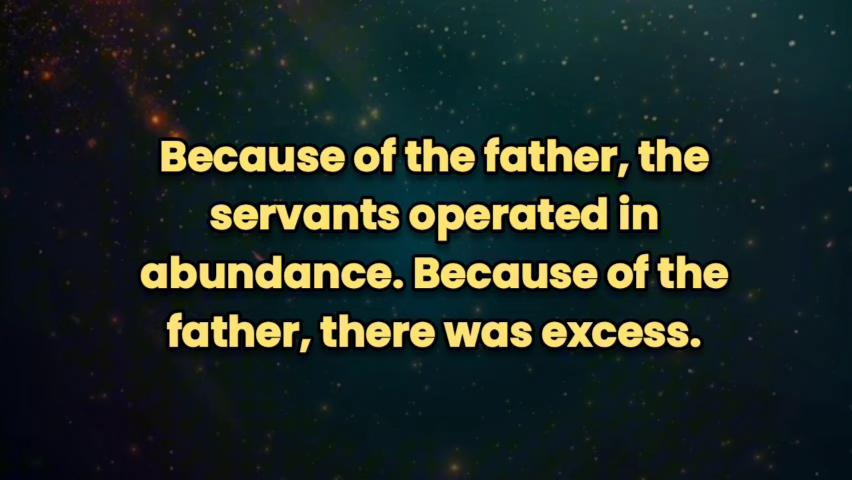 Because of the father, the
servants operated in
abundance. Because of the
father, there was excess.